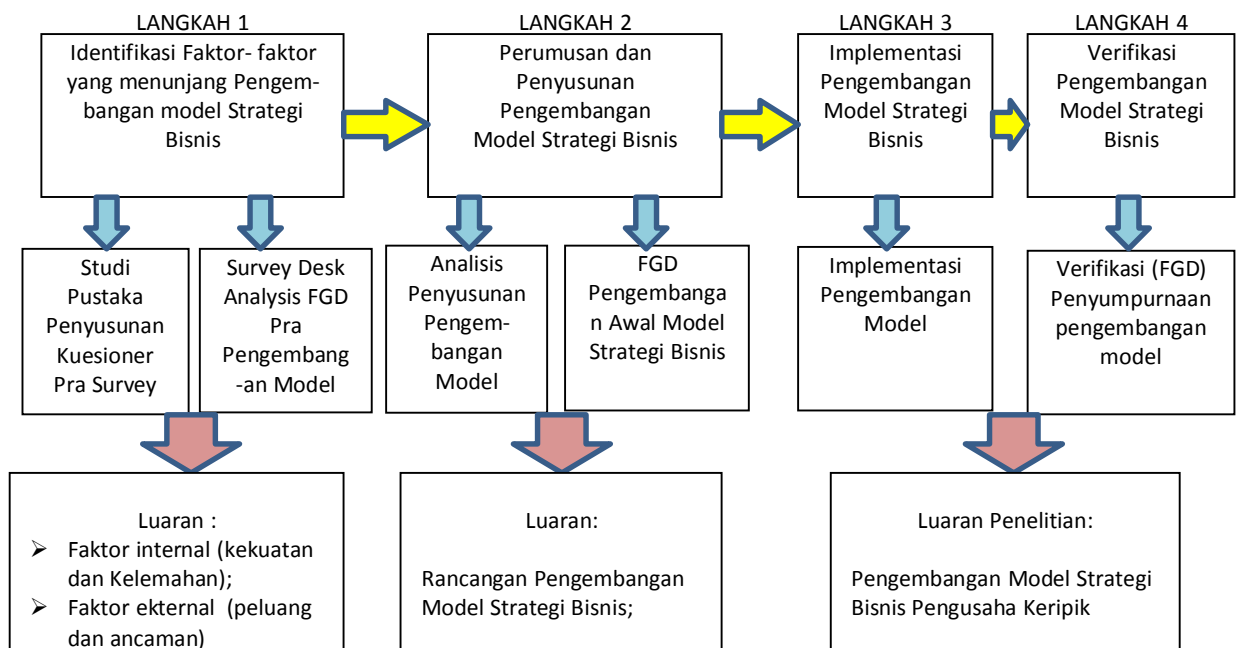 LANGKAH 1
Identifikasi Faktor- faktor
yang menunjang Pengem-
bangan model Strategi
Bisnis
LANGKAH 2
Perumusan dan
Penyusunan
Pengembangan
Model Strategi Bisnis
LANGKAH 3
Implementasi
Pengembangan
Model Strategi
Bisnis
LANGKAH 4
Verifikasi
Pengembangan
Model Strategi
Bisnis
Studi
Pustaka
Penyusunan
Kuesioner
Pra Survey
Survey Desk
Analysis FGD
Pra
Pengembang
-an Model
Analisis
Penyusunan
Pengem-
bangan
Model
FGD
Pengembanga
n Awal Model
Strategi Bisnis
Implementasi
Pengembangan
Model
Verifikasi (FGD)
Penyumpurnaan
pengembangan
model
Luaran :
➢ Faktor internal (kekuatan
dan Kelemahan);
➢ Faktor ekternal (peluang
dan ancaman)
Luaran:
Rancangan Pengembangan
Model Strategi Bisnis;
Luaran Penelitian:
Pengembangan Model Strategi
Bisnis Pengusaha Keripik